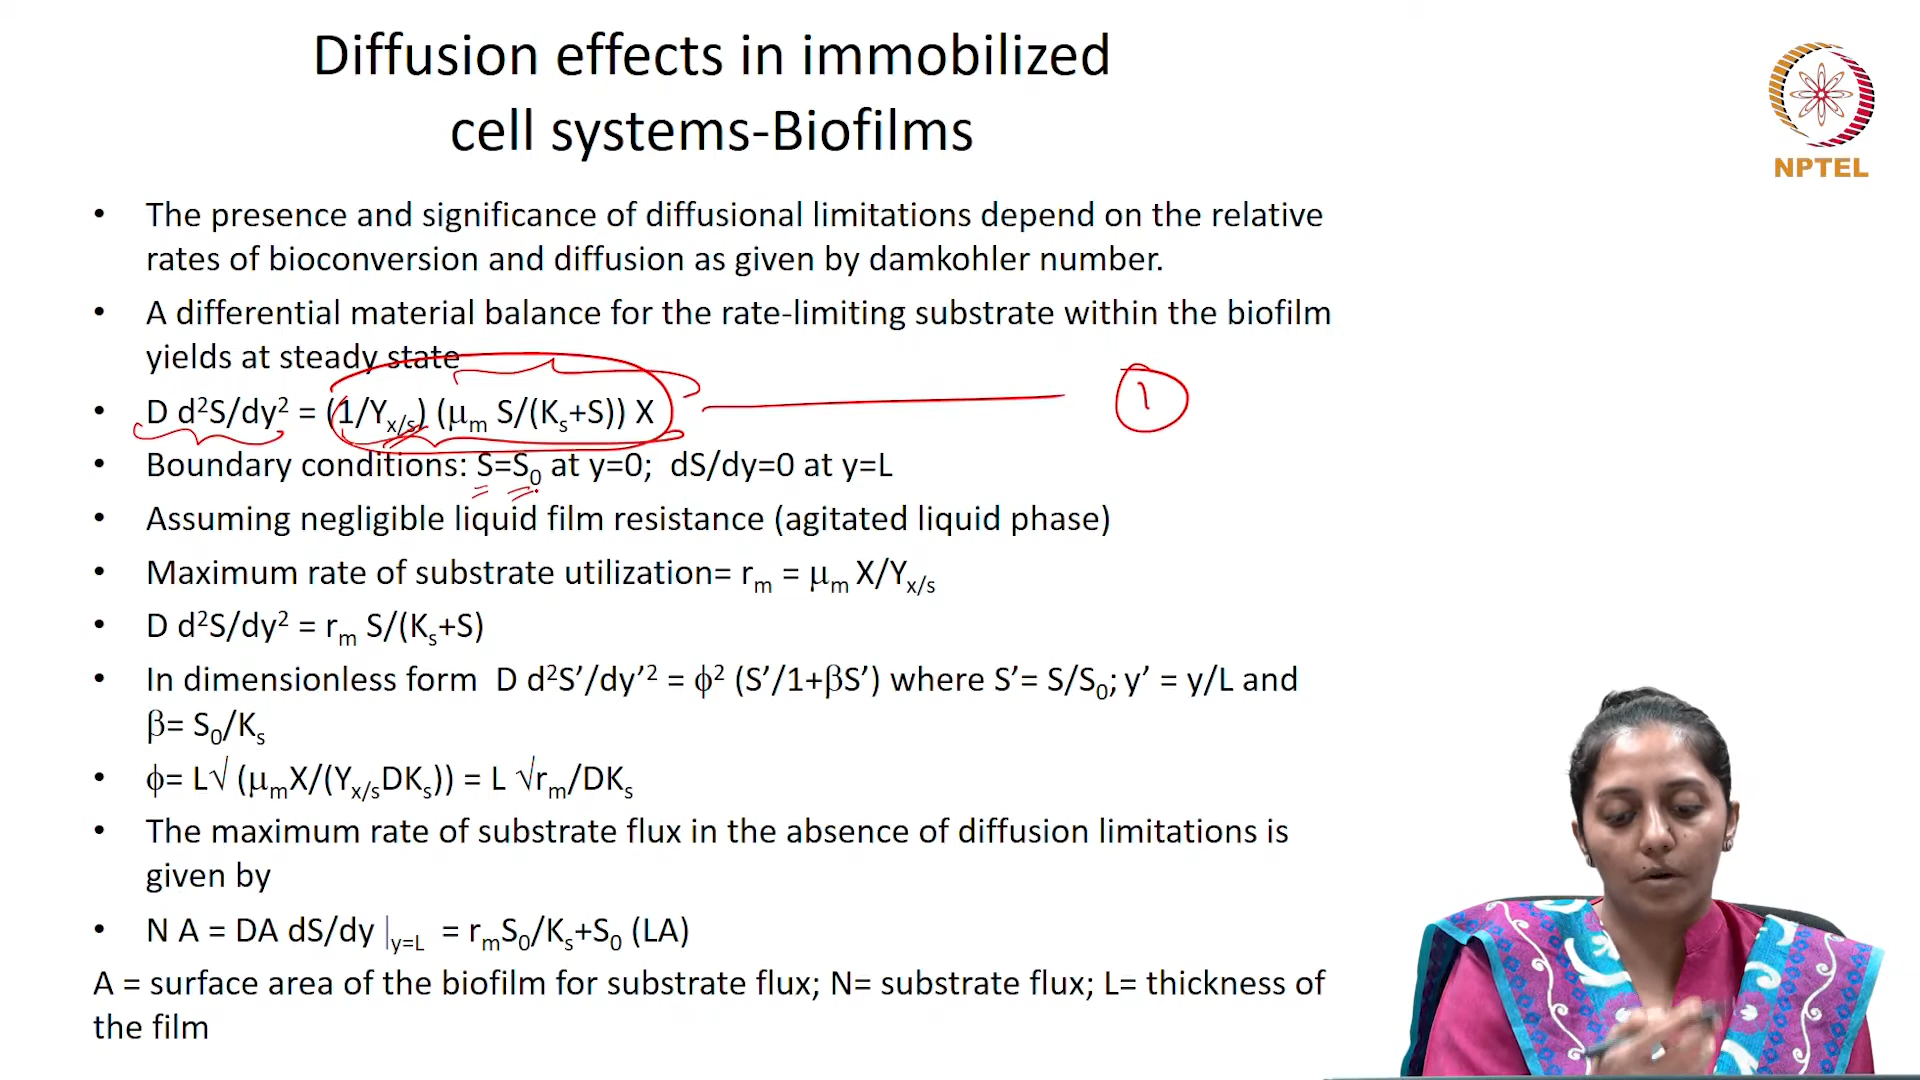 Diffusion effects in immobilized
cell systems-Biofilms
NPTEL
• The presence and significance of diffusional limitations depend on the relative
rates of bioconversion and diffusion as given by damkohler number.
• A differential material balance for the rate-limiting substrate within the biofilm
yields at steady state
• D d²S/dy² = (1/Yx/s) (μm S/(Ks+S)) X
1
• Boundary conditions: S=S0 at y=0; dS/dy=0 at y=L
• Assuming negligible liquid film resistance (agitated liquid phase)
• Maximum rate of substrate utilization= rm = μm X/Yx/s
• D d²S/dy² = rm S/(Ks+S)
• In dimensionless form D d²S’/dy’² = ϕ² (S’/1+βS’) where S’= S/S0; y’ = y/L and
β= S0/Ks
• ϕ= L√ (μmX/(Yx/sDKs)) = L √rm/DKs
• The maximum rate of substrate flux in the absence of diffusion limitations is
given by
• N A = DA dS/dy |y=L = rmS0/Ks+S0 (LA)
A = surface area of the biofilm for substrate flux; N= substrate flux; L= thickness of
the film